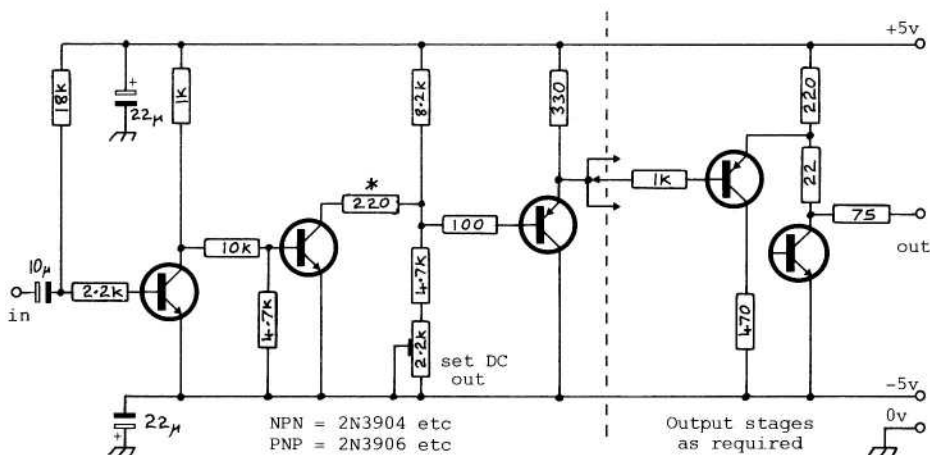 +5v
18k
+
22μ
1k
8.2k
330
220
22
*
220
1k
10k
100
75
out
10μ
in
2.2k
4.7k
4.7k
2.2k
set DC
out
470
-5v
22μ
+
NPN = 2N3904 etc
PNP = 2N3906 etc
Output stages
as required
0v